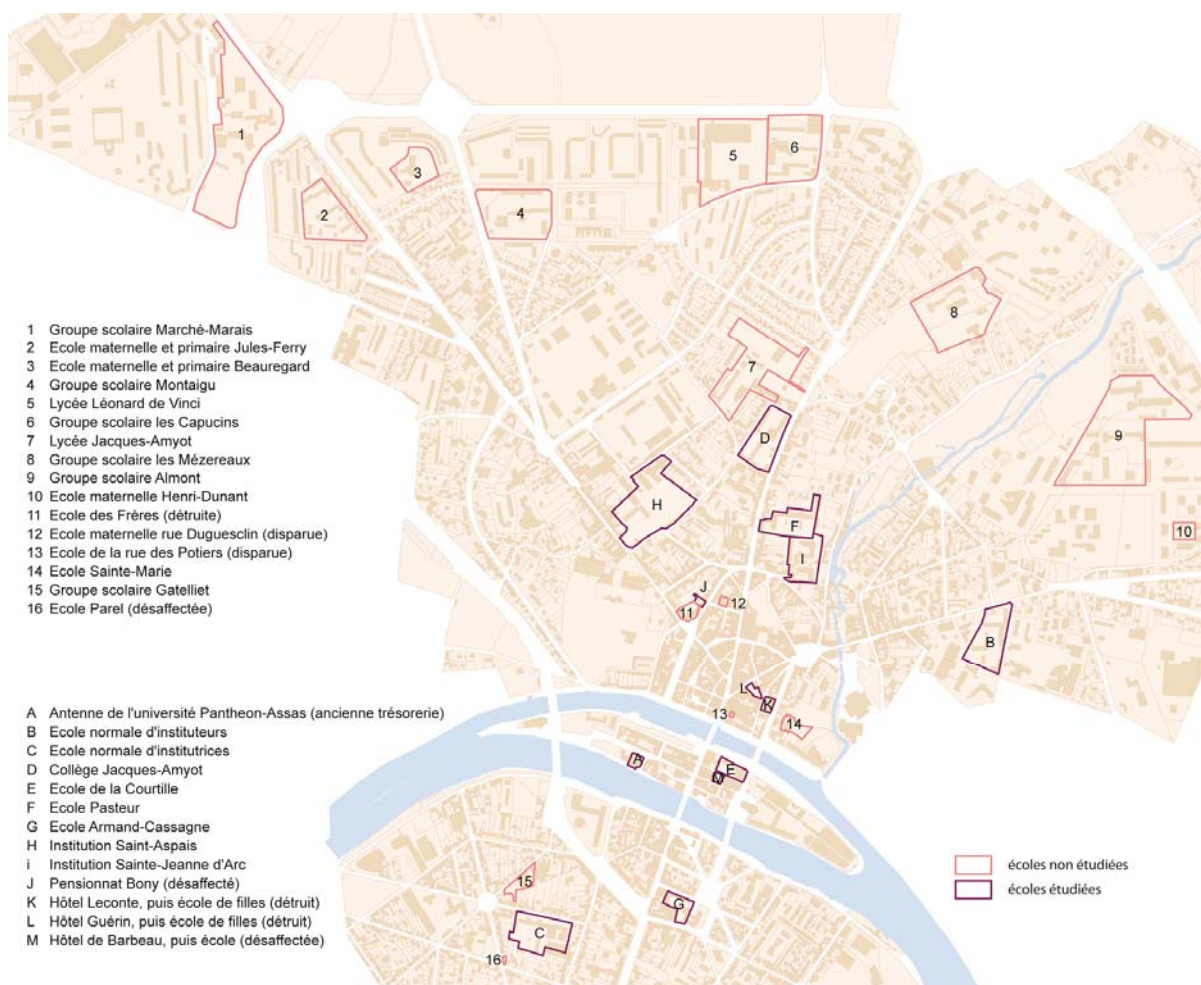 1
2
3
4
5
6
7
8
9
10
D
H
F
I
J
11
12
B
L
K
13
14
A
E
M
15
G
C
16
1 Groupe scolaire Marché-Marais
2 Ecole maternelle et primaire Jules-Ferry
3 Ecole maternelle et primaire Beauregard
4 Groupe scolaire Montaigu
5 Lycée Léonard de Vinci
6 Groupe scolaire les Capucins
7 Lycée Jacques-Amyot
8 Groupe scolaire les Mézereaux
9 Groupe scolaire Almont
10 Ecole maternelle Henri-Dunant
11 Ecole des Frères (détruite)
12 Ecole maternelle rue Duguesclin (disparue)
13 Ecole de la rue des Potiers (disparue)
14 Ecole Sainte-Marie
15 Groupe scolaire Gatelliet
16 Ecole Parel (désaffectée)
A Antenne de l'université Pantheon-Assas (ancienne trésorerie)
B Ecole normale d'instituteurs
C Ecole normale d'institutrices
D Collège Jacques-Amyot
E Ecole de la Courtille
F Ecole Pasteur
G Ecole Armand-Cassagne
H Institution Saint-Aspais
i Institution Sainte-Jeanne d'Arc
J Pensionnat Bony (désaffecté)
K Hôtel Leconte, puis école de filles (détruit)
L Hôtel Guérin, puis école de filles (détruit)
M Hôtel de Barbeau, puis école (désaffectée)
écoles non étudiées
écoles étudiées